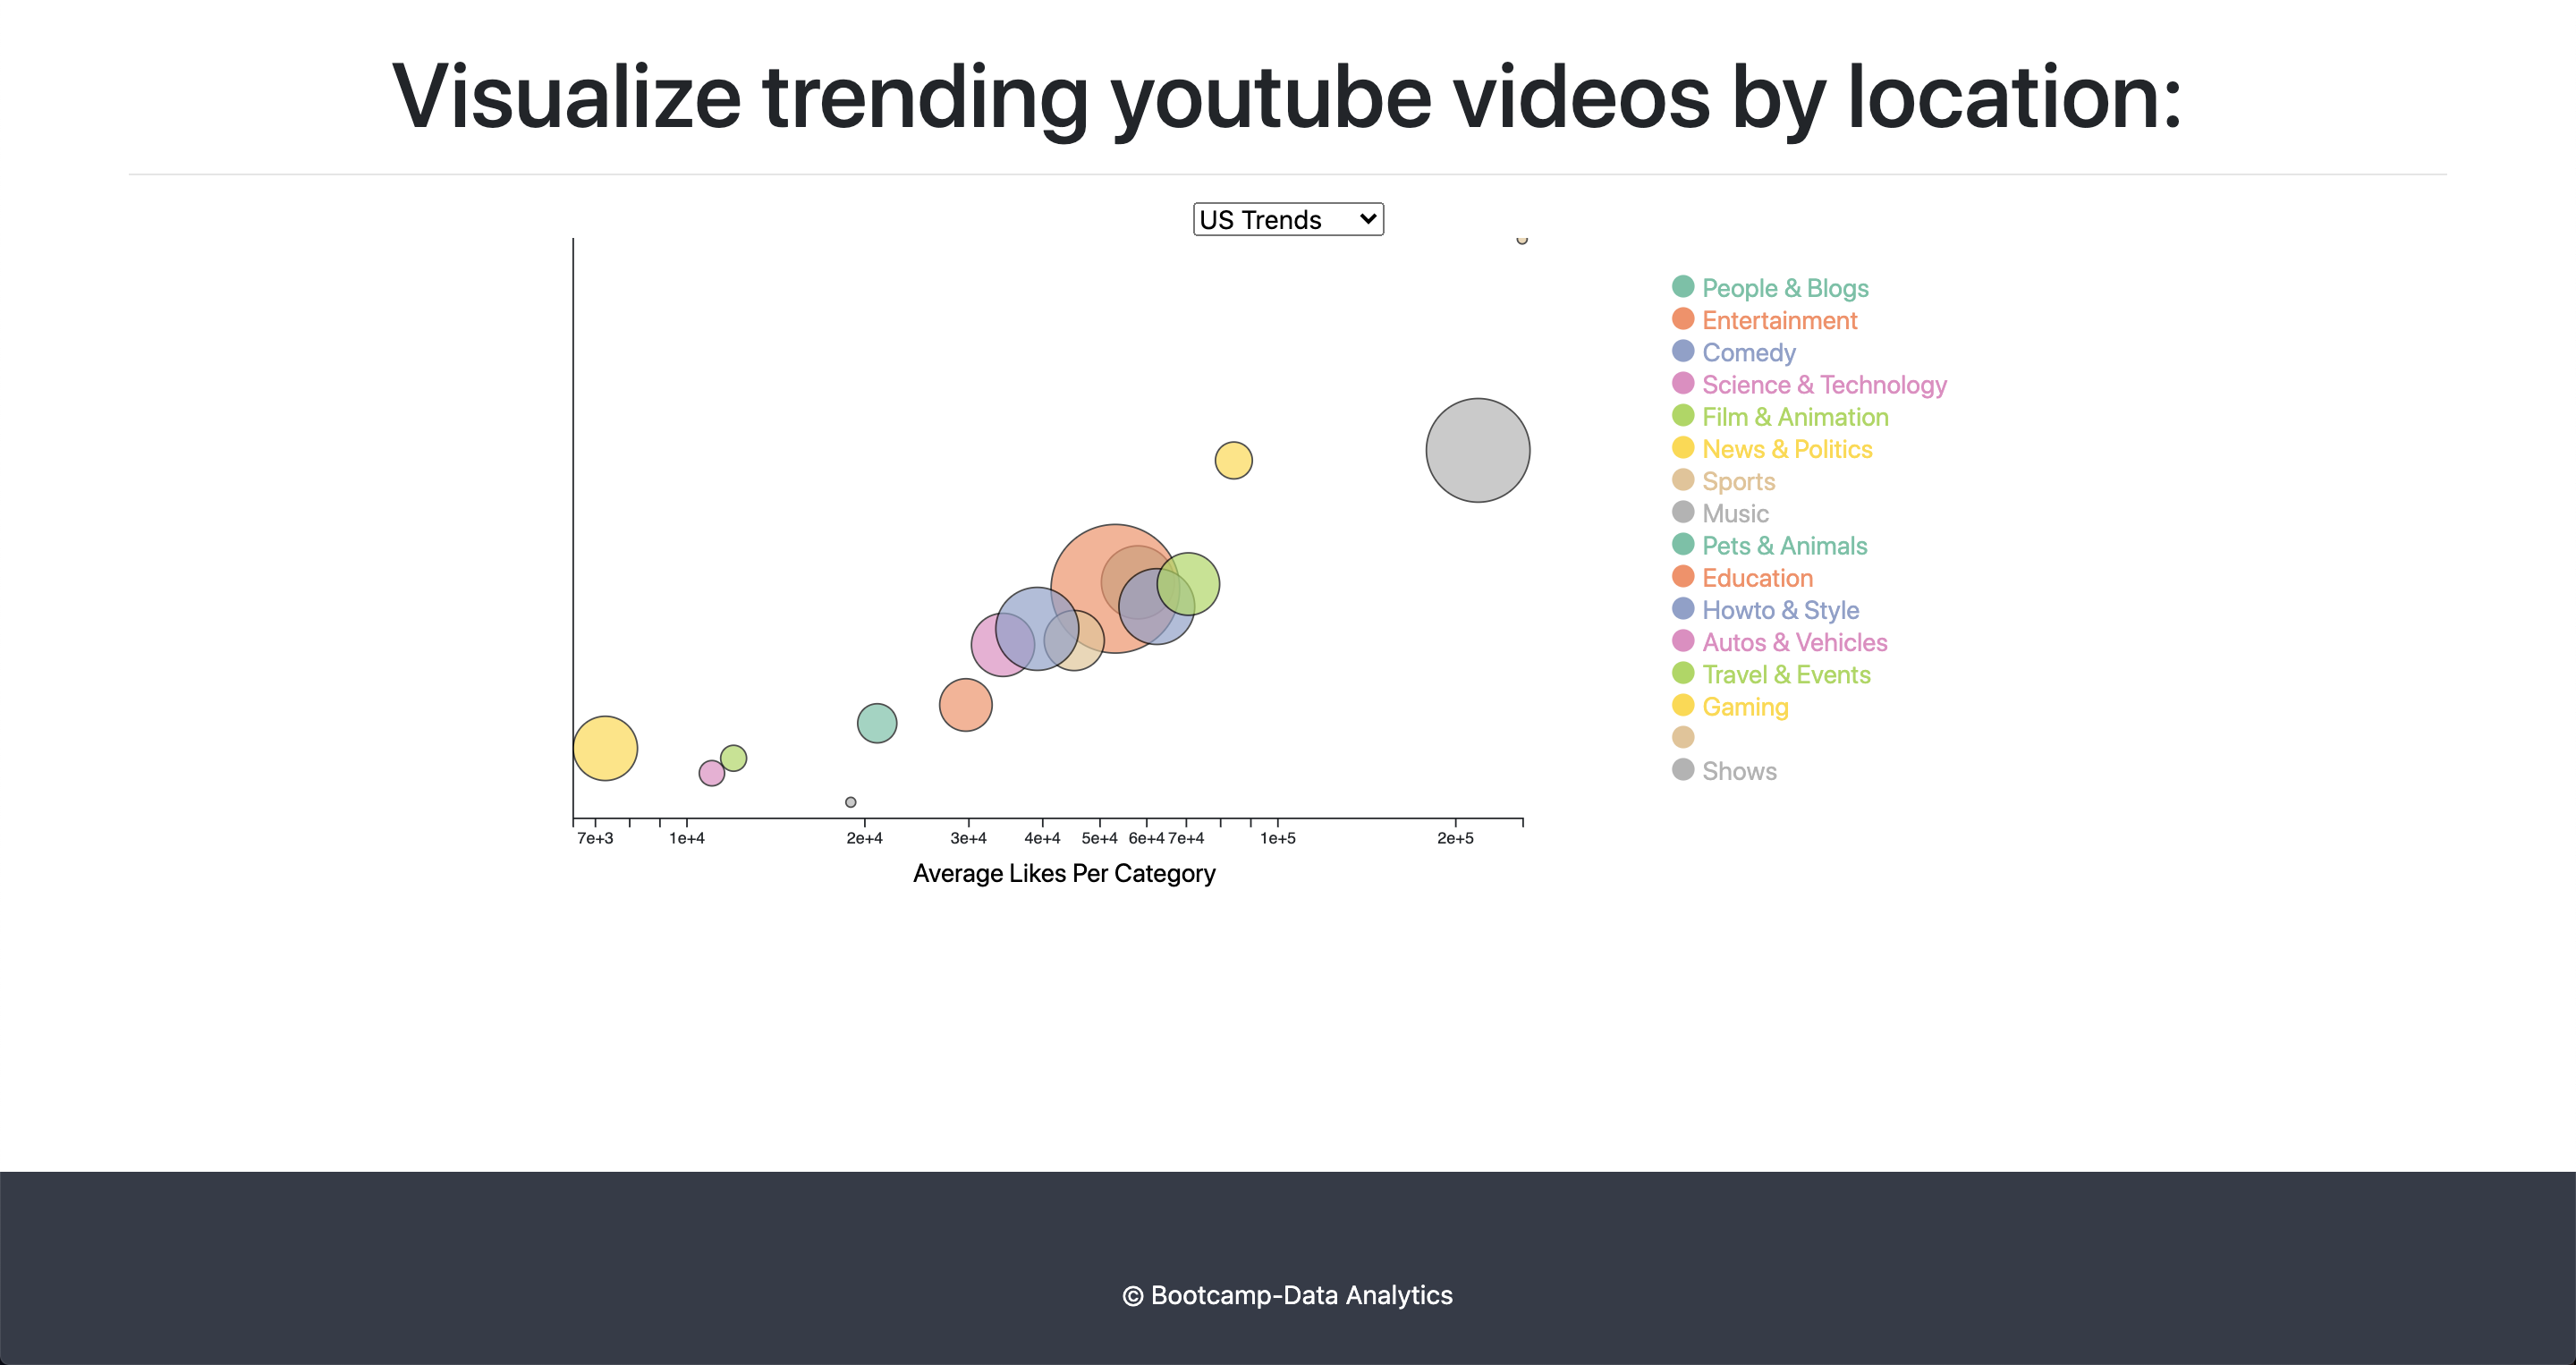 Visualize trending youtube videos by location:
US Trends
People & Blogs
Entertainment
Comedy
Science & Technology
Film & Animation
News & Politics
Sports
Music
Pets & Animals
Education
Howto & Style
Autos & Vehicles
Travel & Events
Gaming
Shows
7e+3 1e+4 2e+4 3e+4 4e+4 5e+4 6e+4 7e+4 1e+5 2e+5
Average Likes Per Category
© Bootcamp-Data Analytics